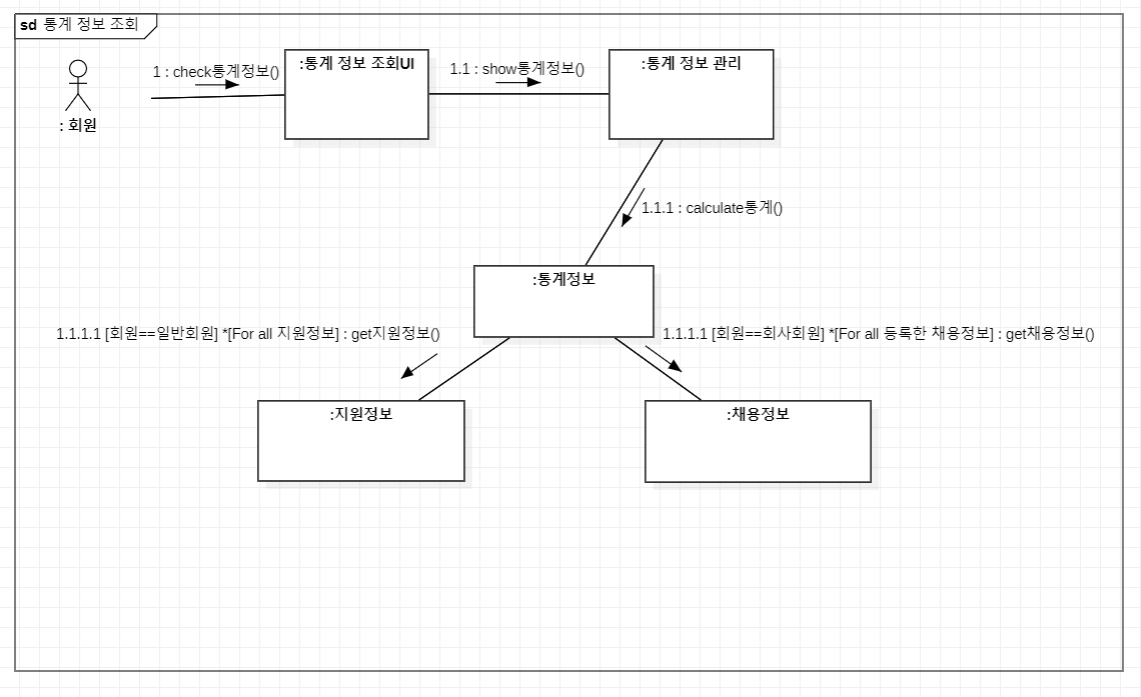 sd 통계 정보 조회
1 : check통계정보()
:통계 정보 조회UI
1.1 : show통계정보()
:통계 정보 관리
: 회원
1.1.1 : calculate통계()
:통계정보
1.1.1.1 [회원==일반회원] *[For all 지원정보] : get지원정보()
1.1.1.1 [회원==회사회원] *[For all 등록한 채용정보] : get채용정보()
:지원정보
:채용정보